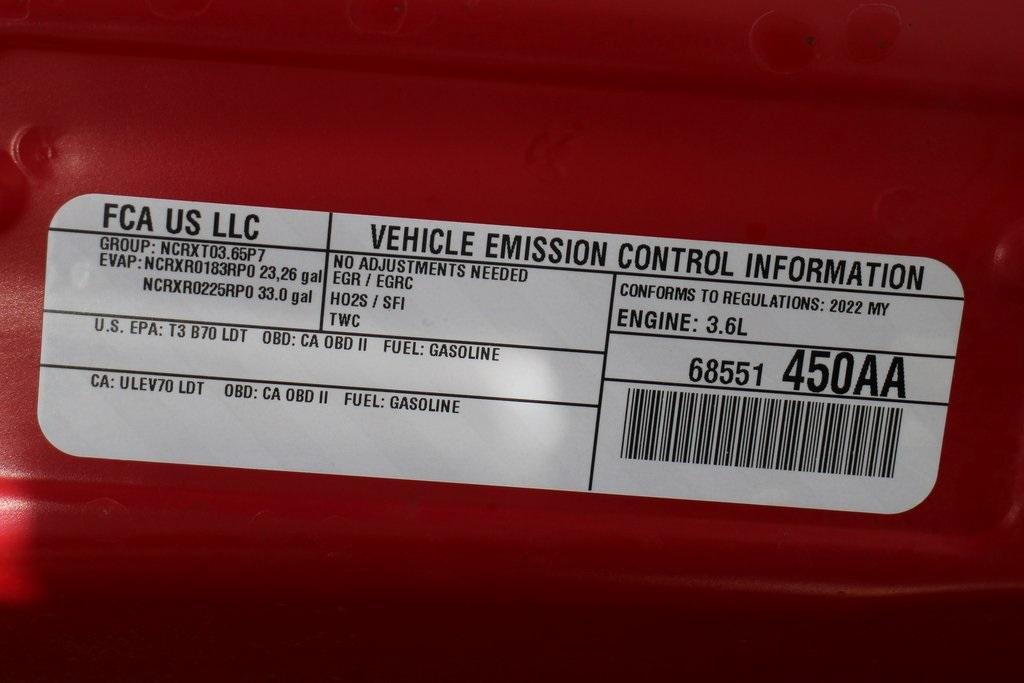 FCA US LLC
VEHICLE EMISSION CONTROL INFORMATION
GROUP: NCRXT03.65P7
EVAP: NCRXR0183RP0 23,26 gal
NCRXR0225RP0 33.0 gal
NO ADJUSTMENTS NEEDED
EGR / EGRC
HO2S / SFI
TWC
CONFORMS TO REGULATIONS: 2022 MY
ENGINE: 3.6L
U.S. EPA: T3 B70 LDT OBD: CA OBD II FUEL: GASOLINE
68551 450AA
CA: ULEV70 LDT OBD: CA OBD II FUEL: GASOLINE